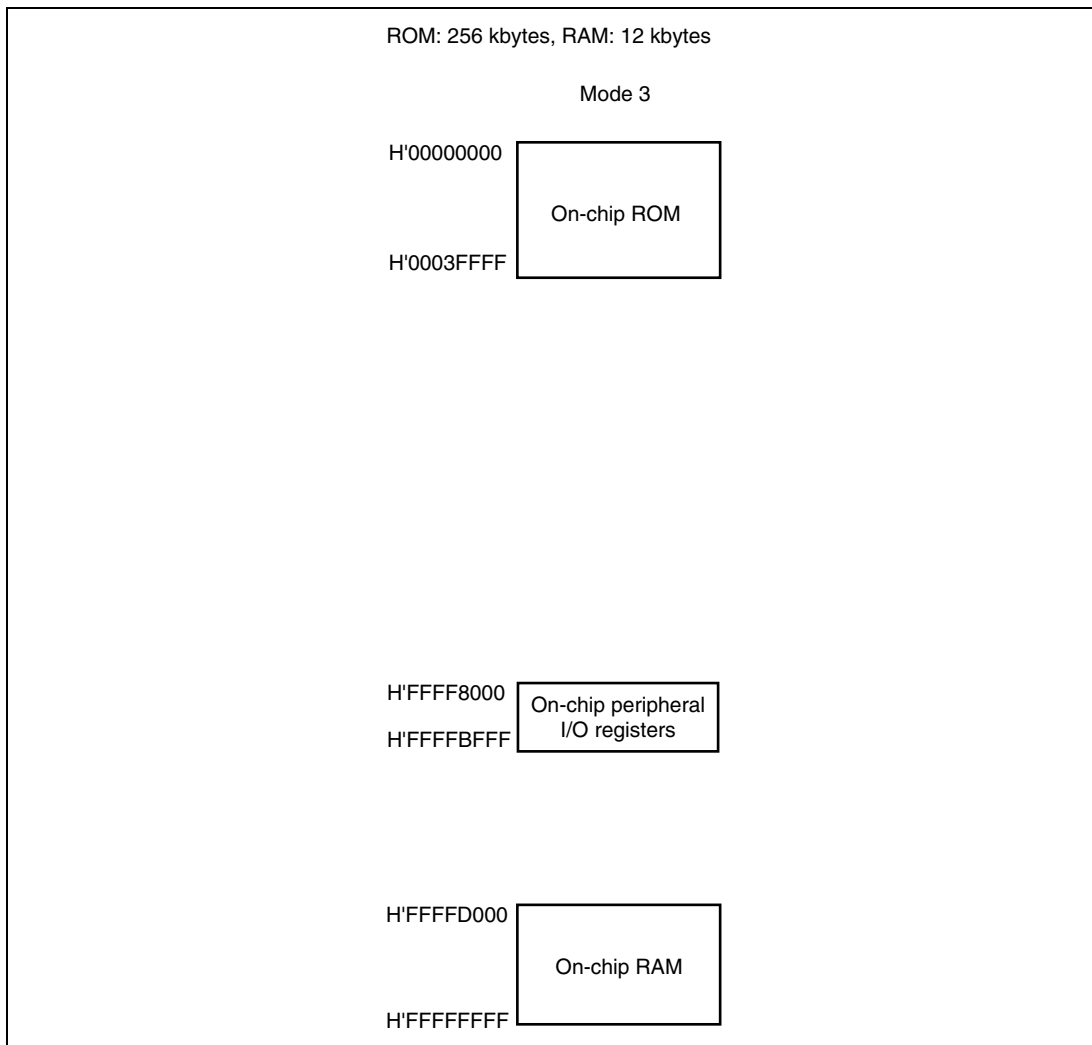 ROM: 256 kbytes, RAM: 12 kbytes
Mode 3
H'00000000
On-chip ROM
H'0003FFFF
H'FFFF8000
On-chip peripheral
I/O registers
H'FFFFBFFF
H'FFFFD000
On-chip RAM
H'FFFFFFFF